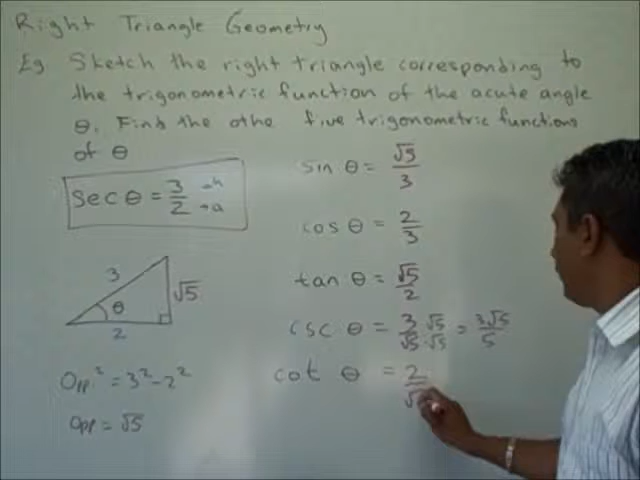 Right Triangle Geometry
Eg Sketch the right triangle corresponding to
the trigonometric function of the acute angle
θ. Find the othe five trigonometric functions
of θ
sec θ = 3/2 →h →a
3
θ
√5
2
Opp² = 3² - 2²
Opp = √5
sin θ = √5/3
cos θ = 2/3
tan θ = √5/2
csc θ = 3/√5 · √5/√5 = 3√5/5
cot θ = 2/√